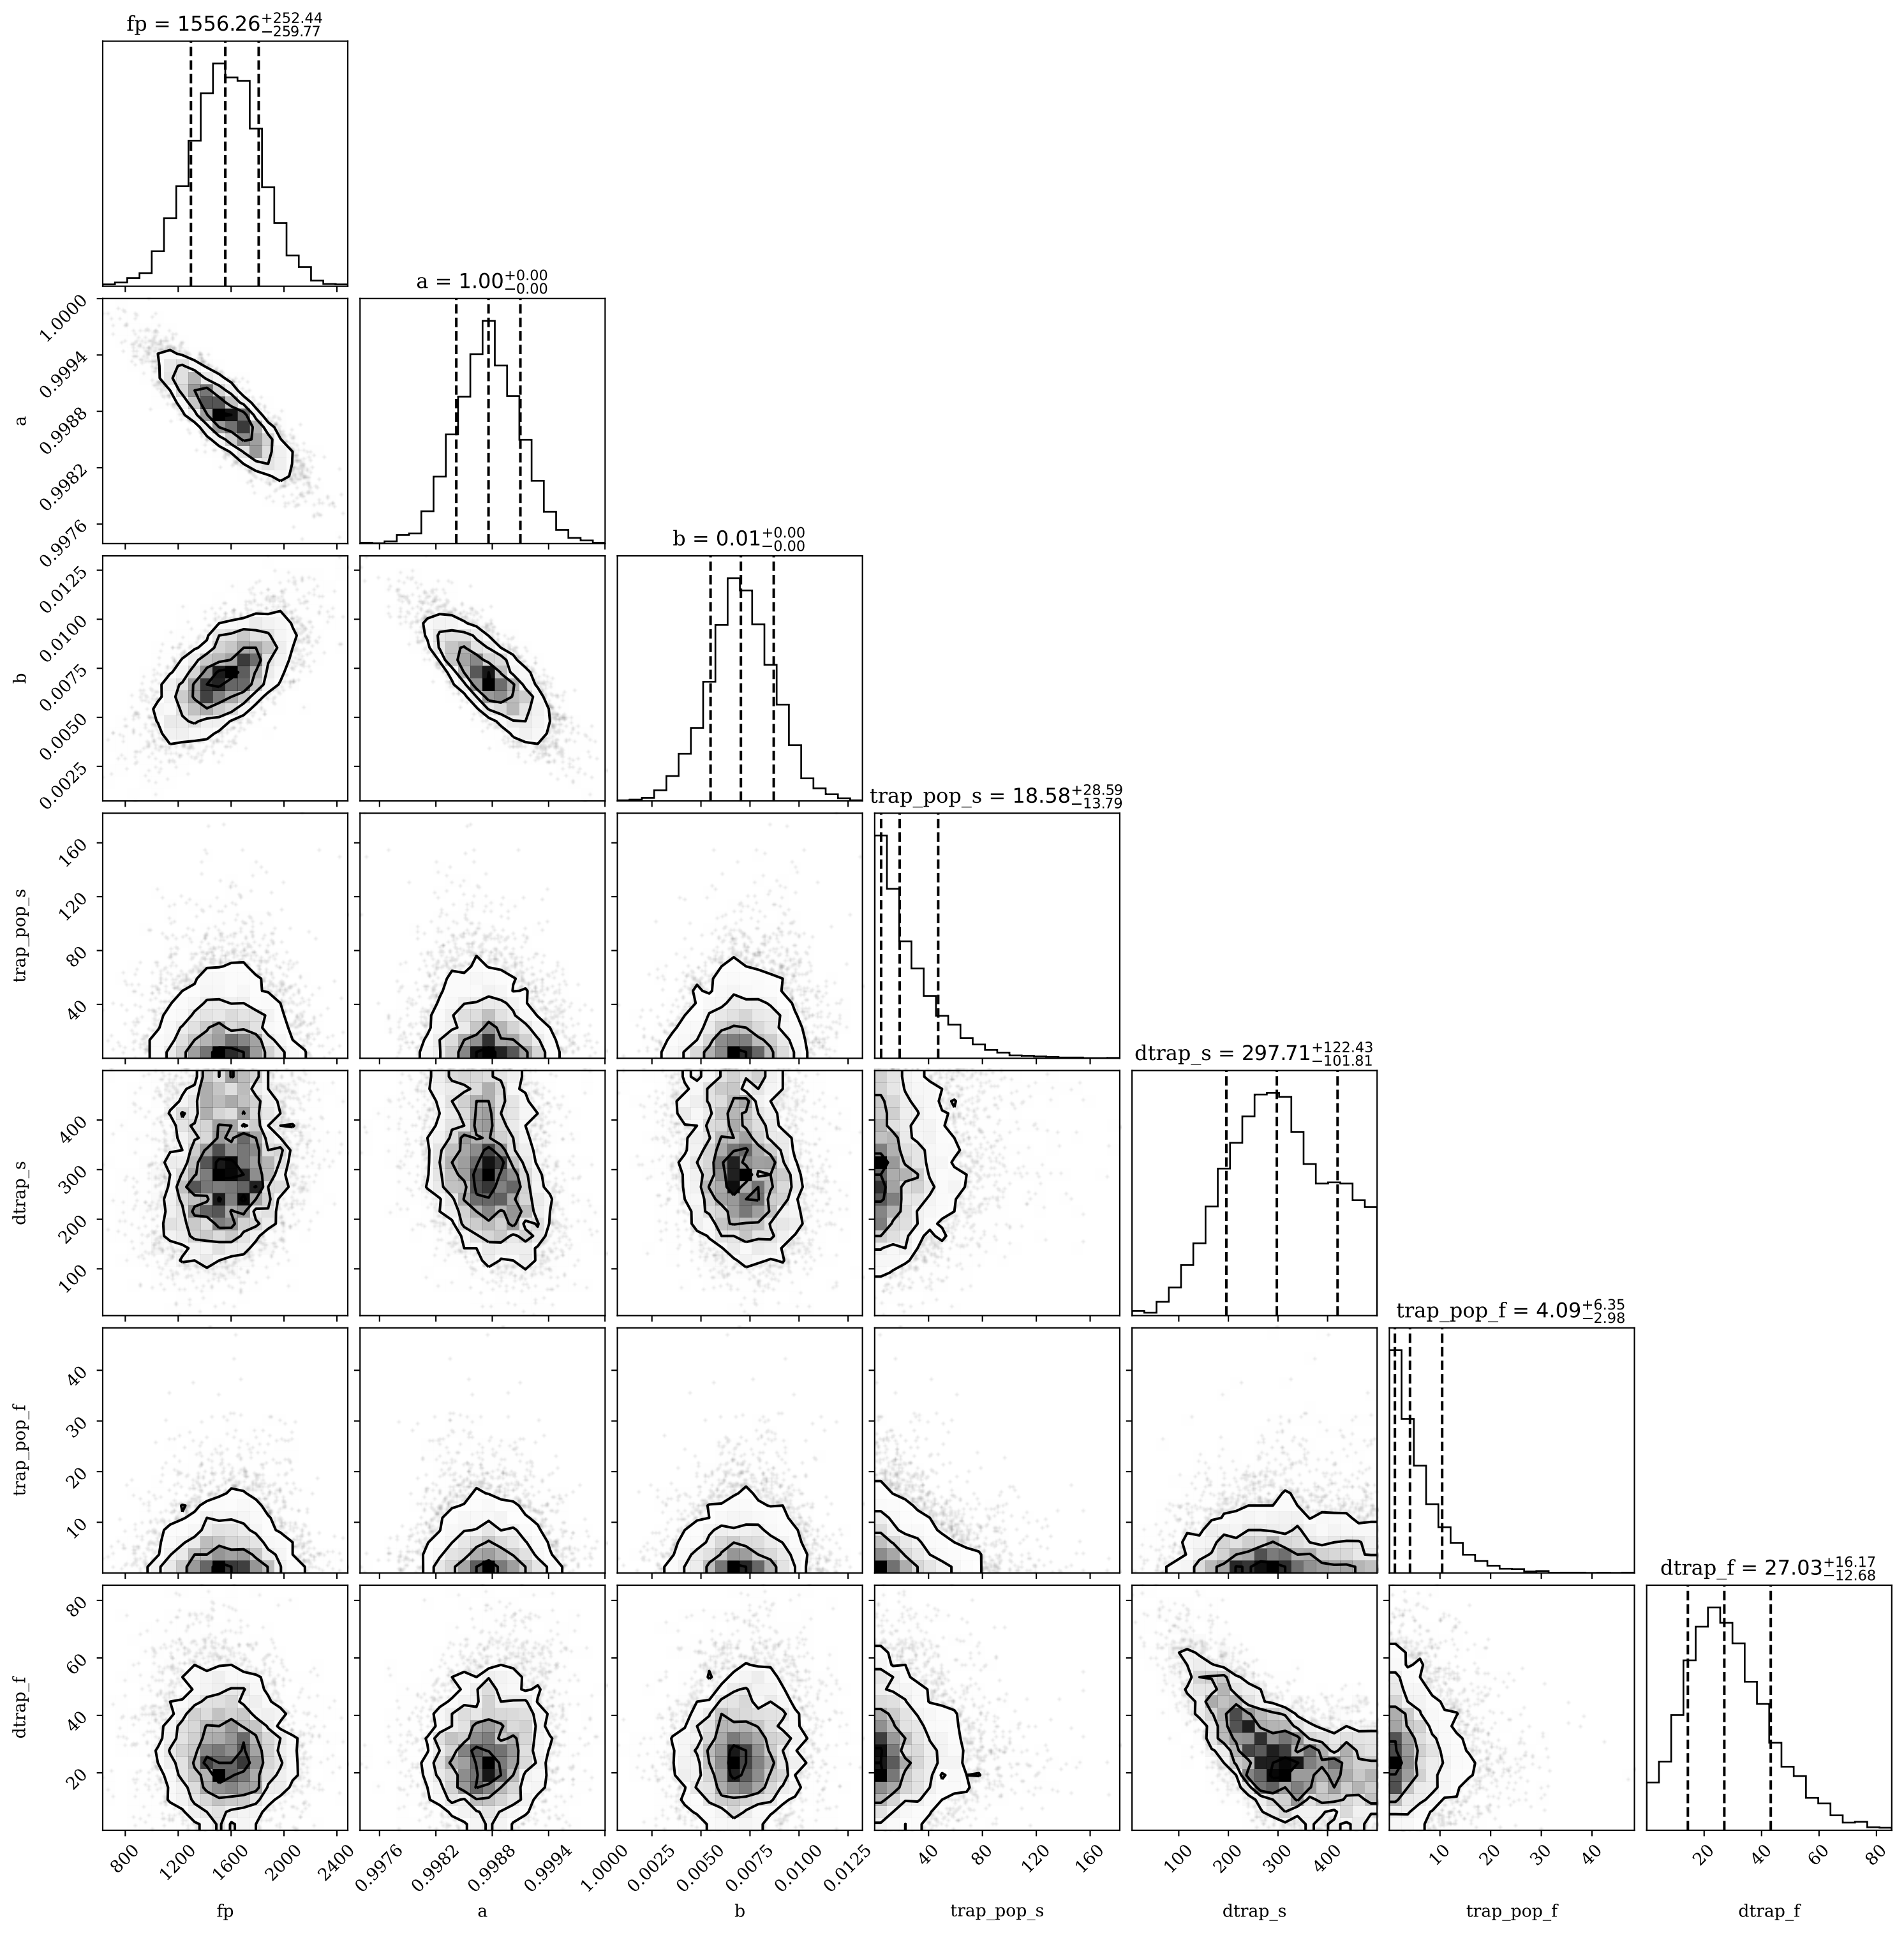 fp = 1556.26 +252.44 −259.77
a = 1.00 +0.00 −0.00
1.0000
0.9994
0.9988
0.9982
0.9976
a
b = 0.01 +0.00 −0.00
0.0125
0.0100
0.0075
0.0050
0.0025
b
trap_pop_s = 18.58 +28.59 −13.79
160
120
80
40
trap_pop_s
dtrap_s = 297.71 +122.43 −101.81
400
300
200
100
dtrap_s
trap_pop_f = 4.09 +6.35 −2.98
40
30
20
10
trap_pop_f
dtrap_f = 27.03 +16.17 −12.68
80
60
40
20
dtrap_f
800 1200 1600 2000 2400 0.9976 0.9982 0.9988 0.9994 1.0000 0.0025 0.0050 0.0075 0.0100 0.0125 40 80 120 160 100 200 300 400 10 20 30 40 20 40 60 80
fp a b trap_pop_s dtrap_s trap_pop_f dtrap_f